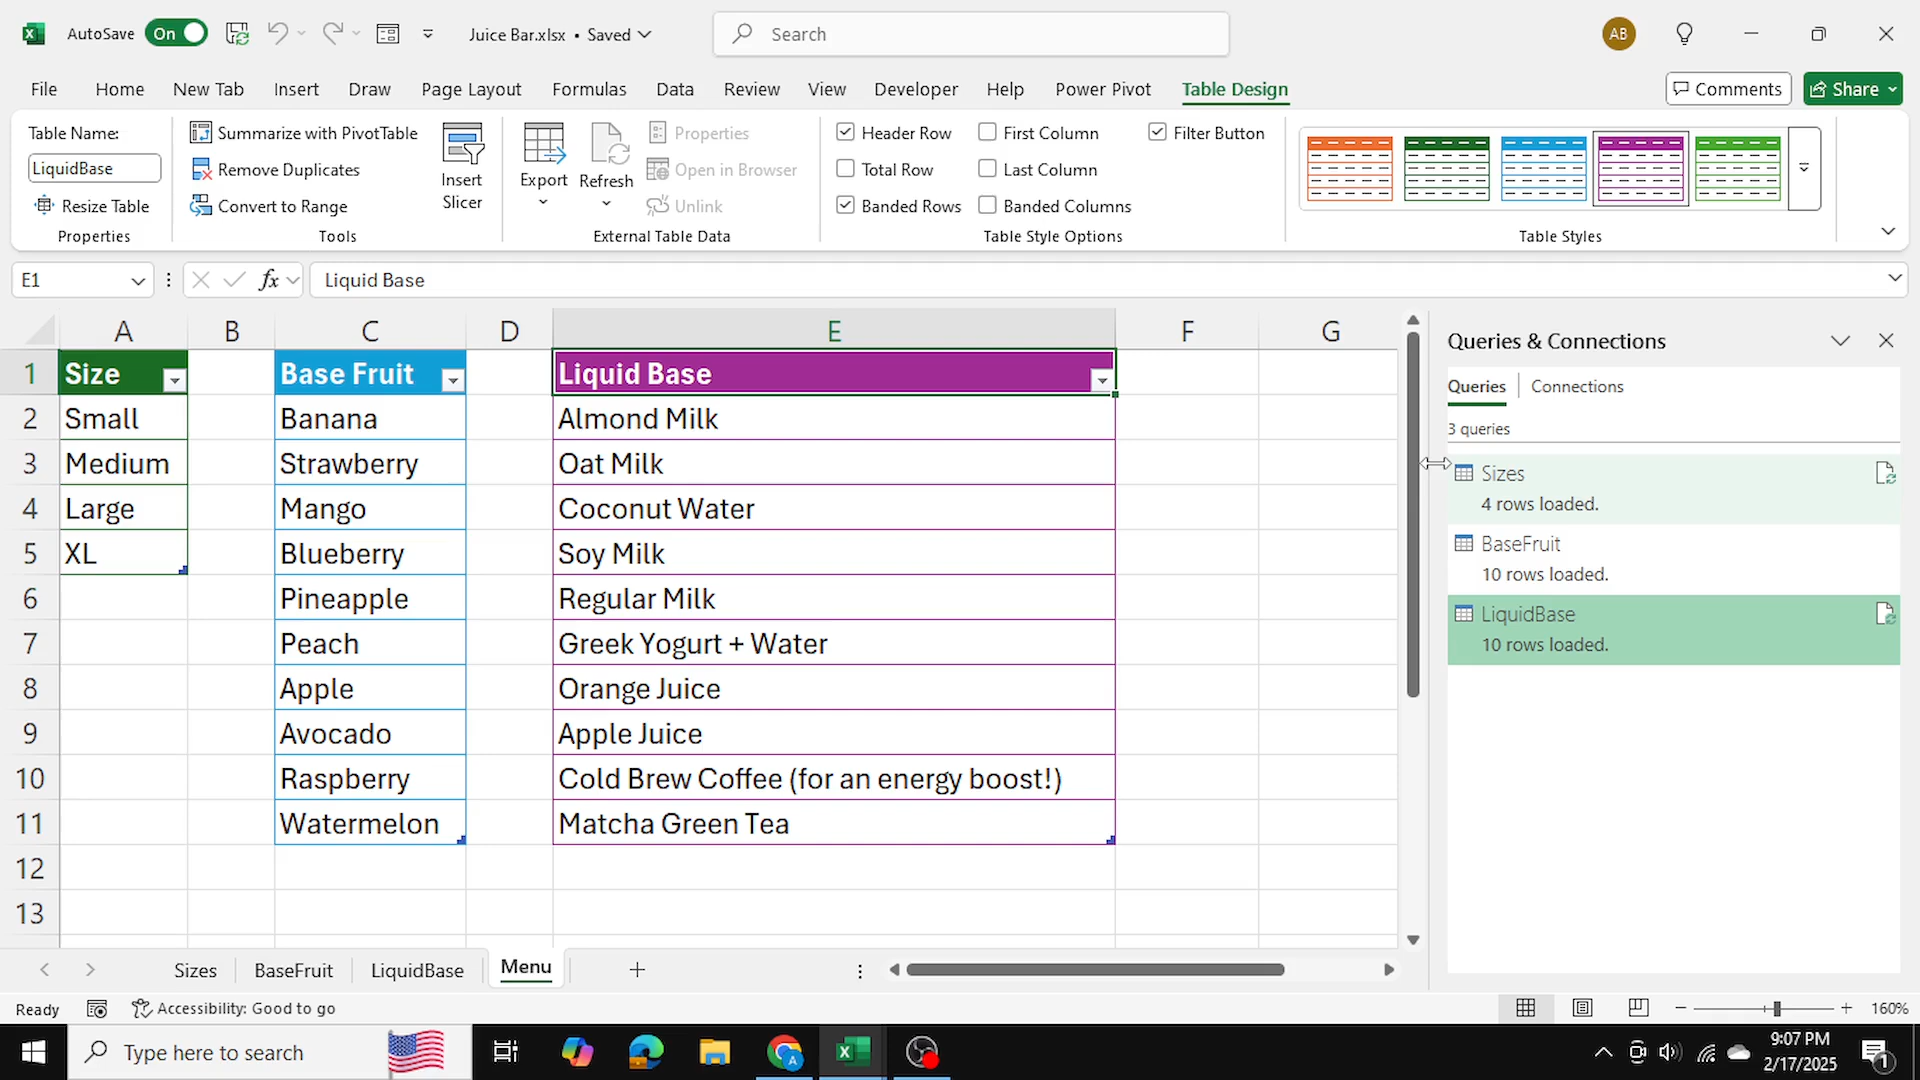 AutoSave On Juice Bar.xlsx • Saved Search AB
File Home New Tab Insert Draw Page Layout Formulas Data Review View Developer Help Power Pivot Table Design Comments Share
Table Name:
LiquidBase
Resize Table
Properties
Summarize with PivotTable
Remove Duplicates
Convert to Range
Tools
Insert
Slicer
Export
Refresh
Properties
Open in Browser
Unlink
External Table Data
Header Row First Column Filter Button
Total Row Last Column
Banded Rows Banded Columns
Table Style Options
Table Styles
E1 fx Liquid Base
A B C D E F G
1 Size Base Fruit Liquid Base
2 Small Banana Almond Milk
3 Medium Strawberry Oat Milk
4 Large Mango Coconut Water
5 XL Blueberry Soy Milk
6 Pineapple Regular Milk
7 Peach Greek Yogurt + Water
8 Apple Orange Juice
9 Avocado Apple Juice
10 Raspberry Cold Brew Coffee (for an energy boost!)
11 Watermelon Matcha Green Tea
12
13
Queries & Connections
Queries Connections
3 queries
Sizes
4 rows loaded.
BaseFruit
10 rows loaded.
LiquidBase
10 rows loaded.
Sizes BaseFruit LiquidBase Menu
Ready Accessibility: Good to go 160%
Type here to search
A
9:07 PM
2/17/2025
1